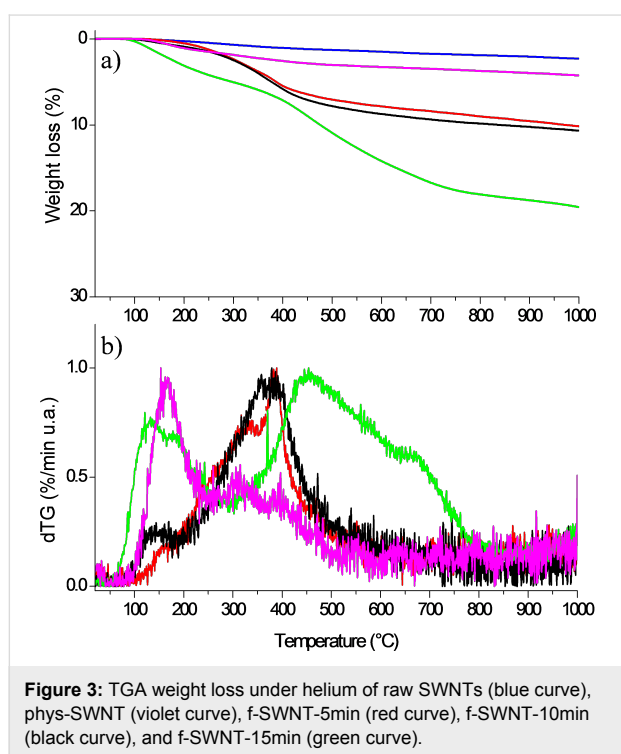 0
a)
10
20
30
Weight loss (%)
100 200 300 400 500 600 700 800 900 1000
b)
1.0
0.5
0.0
dTG (%/min u.a.)
100 200 300 400 500 600 700 800 900 1000
Temperature (°C)
Figure 3: TGA weight loss under helium of raw SWNTs (blue curve),
phys-SWNT (violet curve), f-SWNT-5min (red curve), f-SWNT-10min
(black curve), and f-SWNT-15min (green curve).